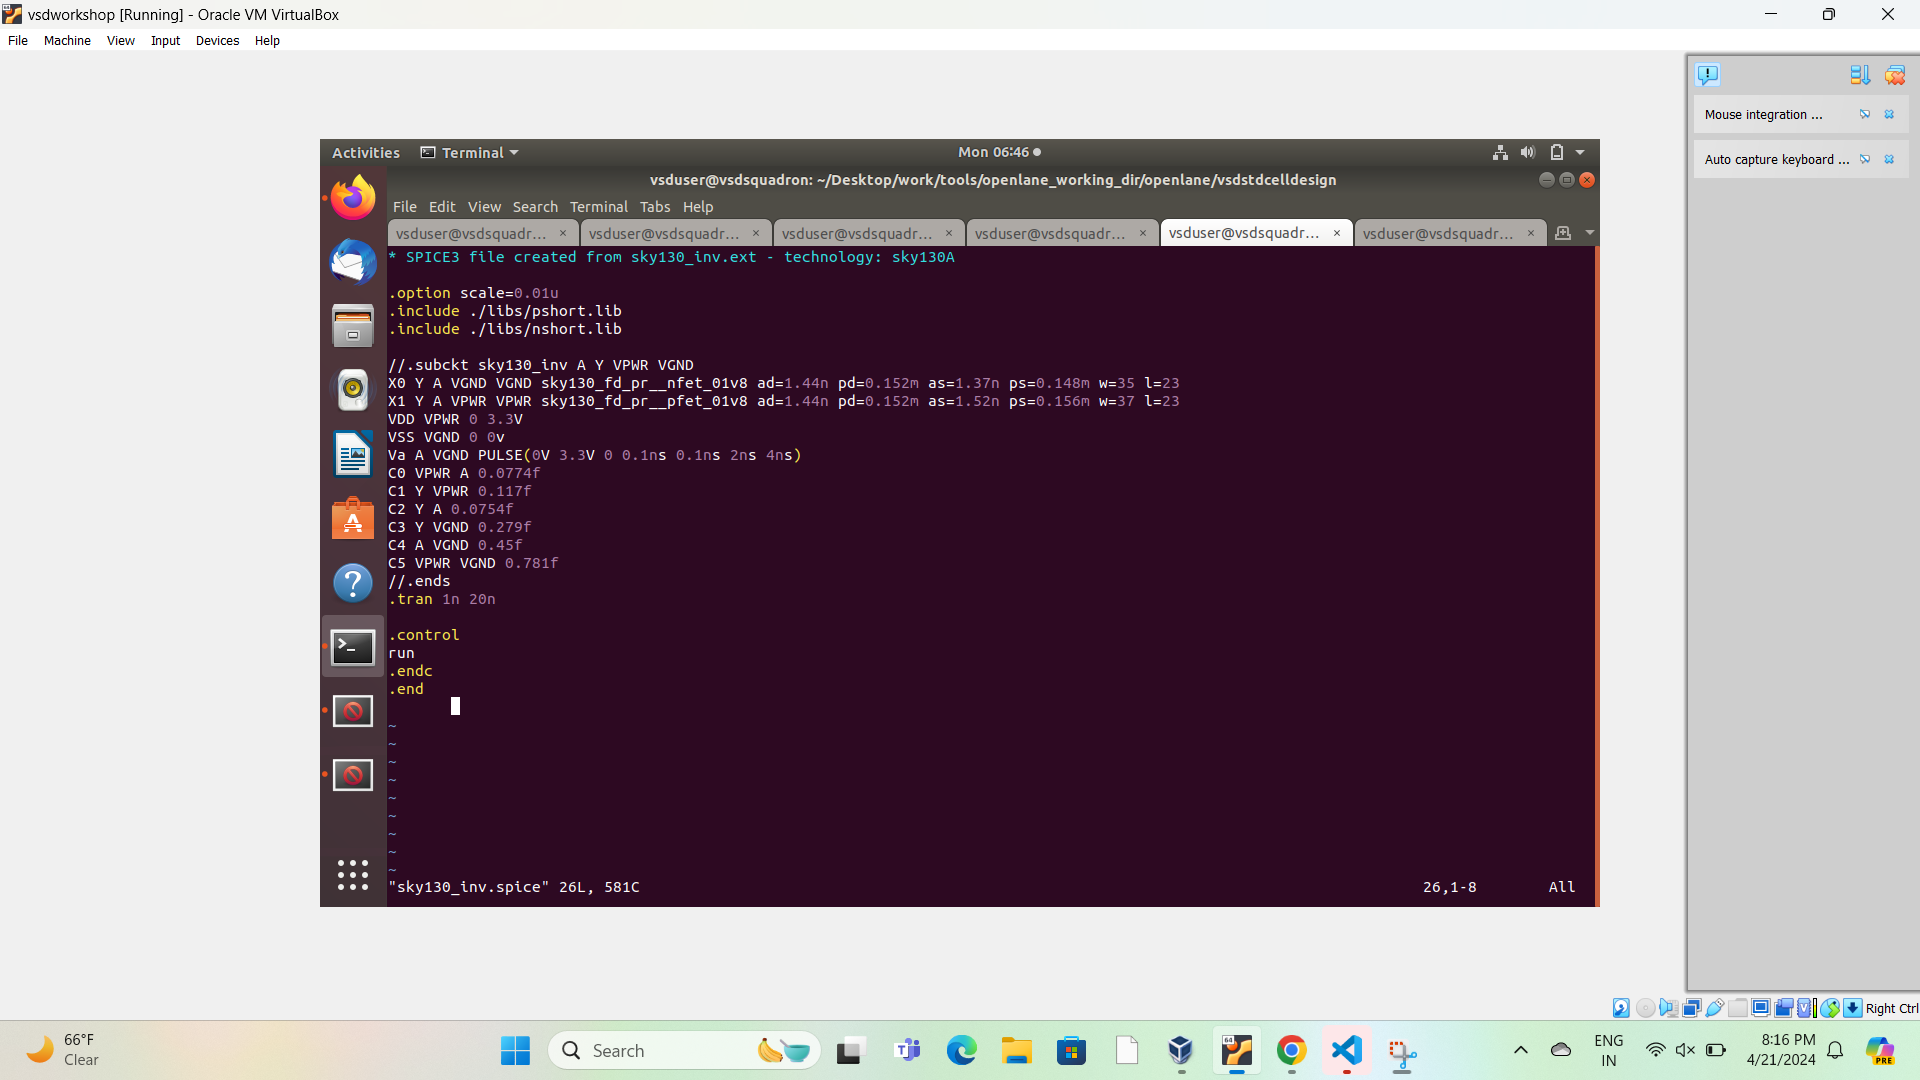 vsdworkshop [Running] - Oracle VM VirtualBox
File Machine View Input Devices Help
Mouse integration ...
Auto capture keyboard ...
Activities Terminal Mon 06:46
vsduser@vsdsquadron: ~/Desktop/work/tools/openlane_working_dir/openlane/vsdstdcelldesign
File Edit View Search Terminal Tabs Help
vsduser@vsdsquadr... × vsduser@vsdsquadr... × vsduser@vsdsquadr... × vsduser@vsdsquadr... × vsduser@vsdsquadr... × vsduser@vsdsquadr... ×
* SPICE3 file created from sky130_inv.ext - technology: sky130A
.option scale=0.01u
.include ./libs/pshort.lib
.include ./libs/nshort.lib
//.subckt sky130_inv A Y VPWR VGND
X0 Y A VGND VGND sky130_fd_pr__nfet_01v8 ad=1.44n pd=0.152m as=1.37n ps=0.148m w=35 l=23
X1 Y A VPWR VPWR sky130_fd_pr__pfet_01v8 ad=1.44n pd=0.152m as=1.52n ps=0.156m w=37 l=23
VDD VPWR 0 3.3V
VSS VGND 0 0v
Va A VGND PULSE(0V 3.3V 0 0.1ns 0.1ns 2ns 4ns)
C0 VPWR A 0.0774f
C1 Y VPWR 0.117f
C2 Y A 0.0754f
C3 Y VGND 0.279f
C4 A VGND 0.45f
C5 VPWR VGND 0.781f
//.ends
.tran 1n 20n
.control
run
.endc
.end
~
~
~
~
~
~
~
~
~
"sky130_inv.spice" 26L, 581C 26,1-8 All
Right Ctrl
66°F
Clear
Search
64
ENG
IN
8:16 PM
4/21/2024
PRE